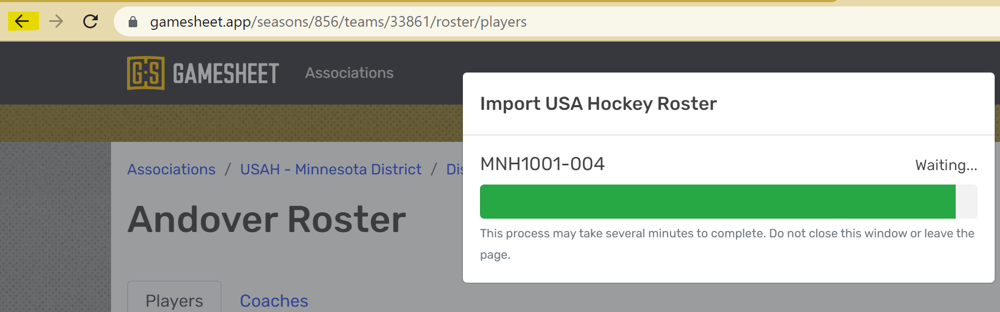 gamesheet.app/seasons/856/teams/33861/roster/players
G:S GAMESHEET Associations
Import USA Hockey Roster
MNH1001-004 Waiting...
This process may take several minutes to complete. Do not close this window or leave the
page.
Associations / USAH - Minnesota District / Dis
Andover Roster
Players Coaches